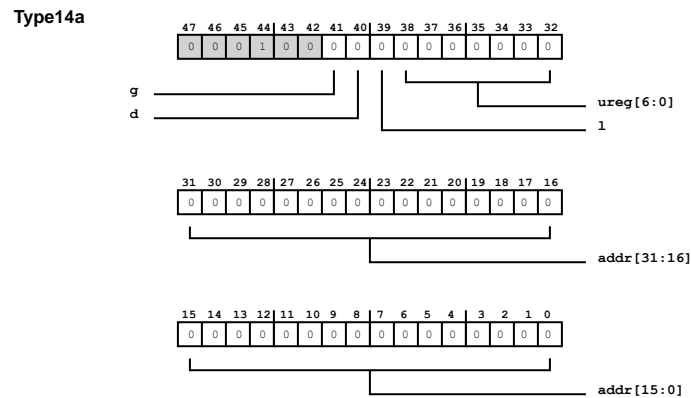 Type14a
47 46 45 44 43 42 41 40 39 38 37 36 35 34 33 32
0 0 0 1 0 0 0 0 0 0 0 0 0 0 0 0
g
ureg[6:0]
d
l
31 30 29 28 27 26 25 24 23 22 21 20 19 18 17 16
0 0 0 0 0 0 0 0 0 0 0 0 0 0 0 0
addr[31:16]
15 14 13 12 11 10 9 8 7 6 5 4 3 2 1 0
0 0 0 0 0 0 0 0 0 0 0 0 0 0 0 0
addr[15:0]